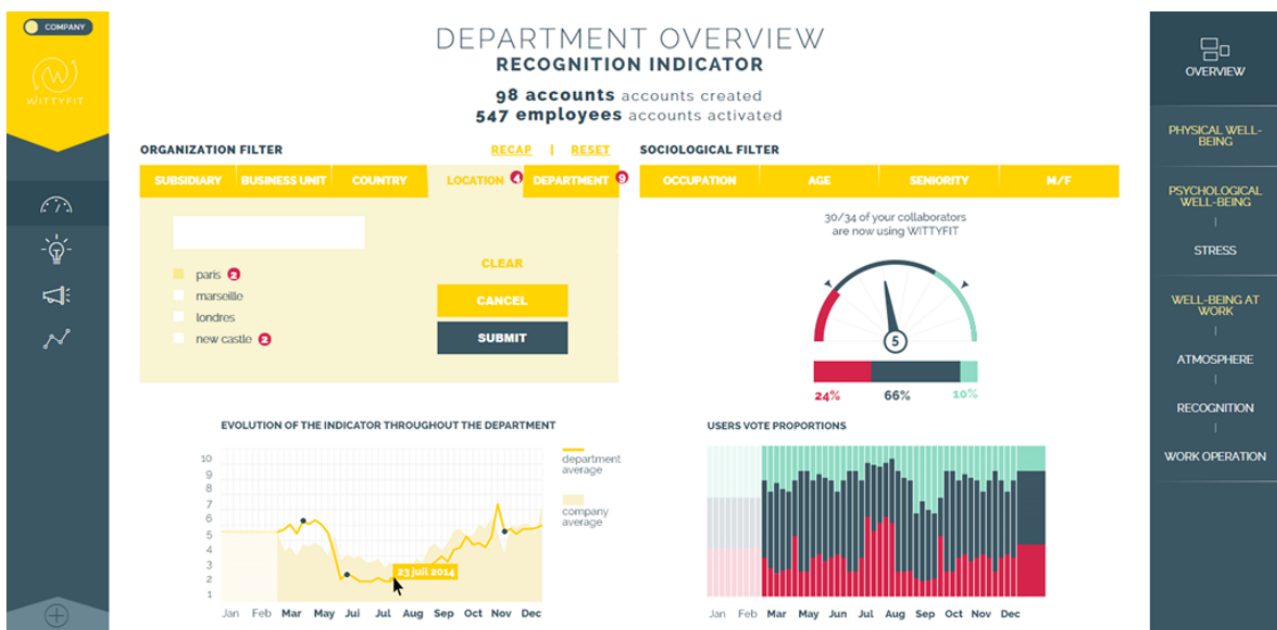 COMPANY
WITTYFIT
DEPARTMENT OVERVIEW
RECOGNITION INDICATOR
98 accounts accounts created
547 employees accounts activated
ORGANIZATION FILTER
RECAP | RESET
SUBSIDIARY BUSINESS UNIT COUNTRY LOCATION 4 DEPARTMENT 9
paris 2
marseille
londres
new castle 2
CLEAR
CANCEL
SUBMIT
SOCIOLOGICAL FILTER
OCCUPATION AGE SENIORITY M/F
30/34 of your collaborators
are now using WITTYFIT
5
24% 66% 10%
EVOLUTION OF THE INDICATOR THROUGHOUT THE DEPARTMENT
10
9
8
7
6
5
4
3
2
1
23 juil 2014
Jan Feb Mar May Jui Jul Aug Sep Oct Nov Dec
department
average
company
average
USERS VOTE PROPORTIONS
Jan Feb Mar May Jun Jul Aug Sep Nov Oct Dec
OVERVIEW
PHYSICAL WELL-
BEING
PSYCHOLOGICAL
WELL-BEING
STRESS
WELL-BEING AT
WORK
ATMOSPHERE
RECOGNITION
WORK OPERATION